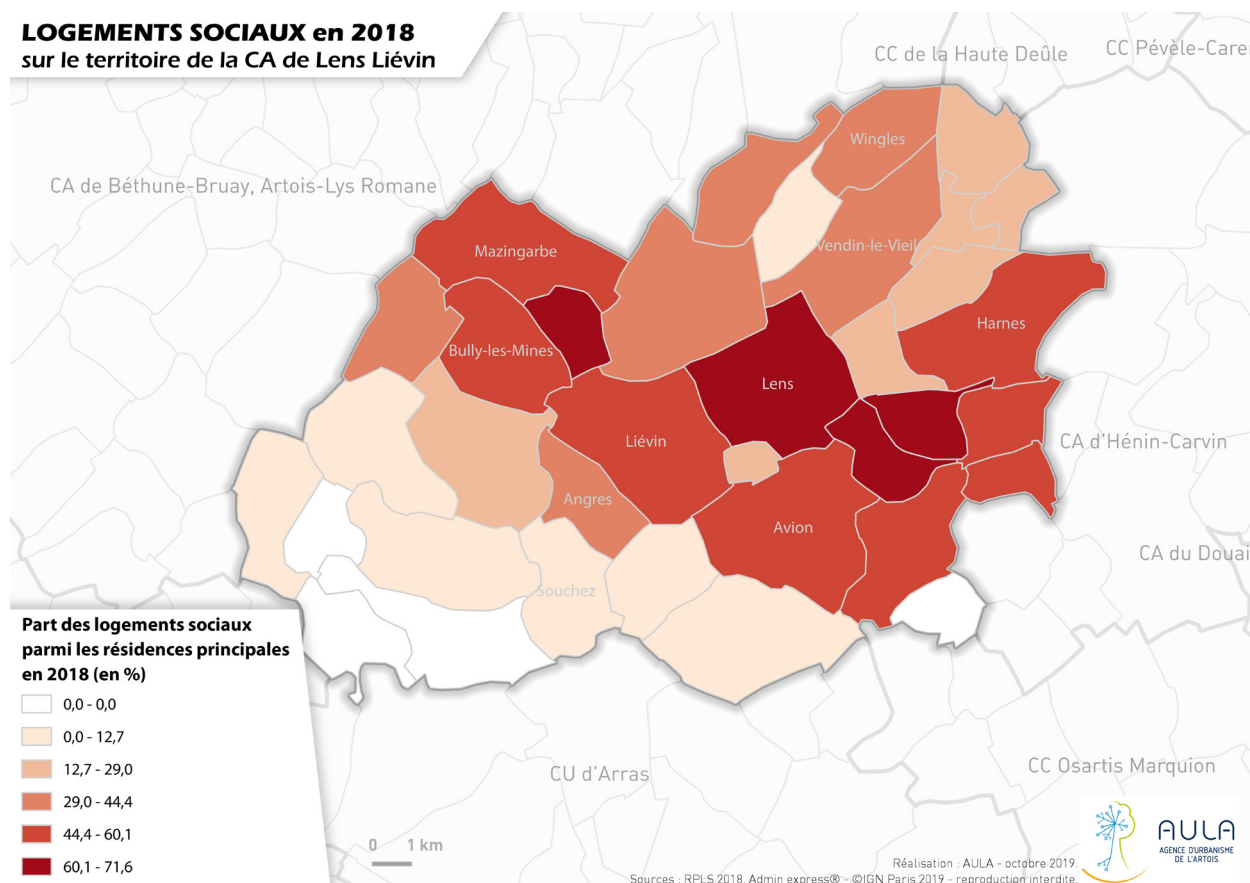 LOGEMENTS SOCIAUX en 2018
sur le territoire de la CA de Lens Liévin
CC de la Haute Deûle
CC Pévèle-Care
CA de Béthune-Bruay, Artois-Lys Romane
Wingles
Mazingarbe
Vendin-le-Vieil
Harnes
Bully-les-Mines
Lens
Liévin
CA d'Hénin-Carvin
Angres
Avion
CA du Douai
Souchez
Part des logements sociaux
parmi les résidences principales
en 2018 (en %)
0,0 - 0,0
0,0 - 12,7
12,7 - 29,0
29,0 - 44,4
44,4 - 60,1
60,1 - 71,6
CU d'Arras
CC Osartis Marquion
0 1 km
AULA
AGENCE D'URBANISME
DE L'ARTOIS
Réalisation : AULA - octobre 2019.
Sources : RPLS 2018, Admin express® - ©IGN Paris 2019 - reproduction interdite.